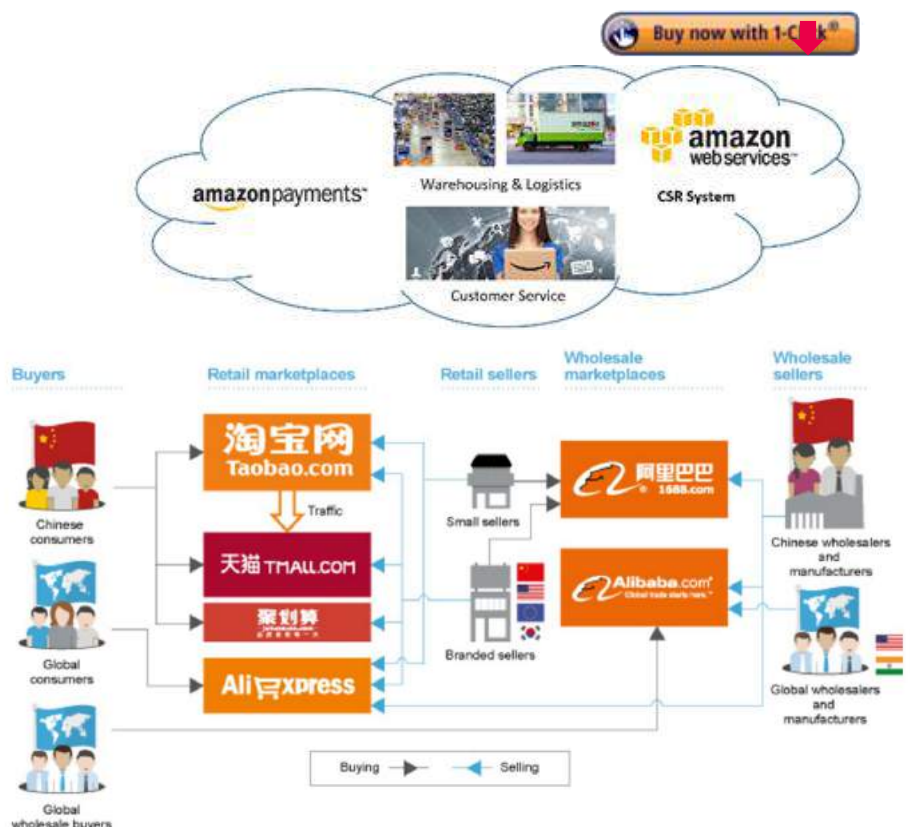 Buy now with 1-C k®
amazon payments™
Warehousing & Logistics
amazon
web services™
CSR System
Customer Service
Buyers
Retail marketplaces
Retail sellers
Wholesale
marketplaces
Wholesale
sellers
淘宝网
Taobao.com
Traffic
天猫 TMALL.COM
聚划算
AliExpress
Chinese
consumers
Global
consumers
Global
wholesale buyers
Small sellers
Branded sellers
阿里巴巴
1688.com
Alibaba.com®
Global trade starts here.™
Chinese wholesalers
and
manufacturers
Global wholesalers
and
manufacturers
Buying
Selling